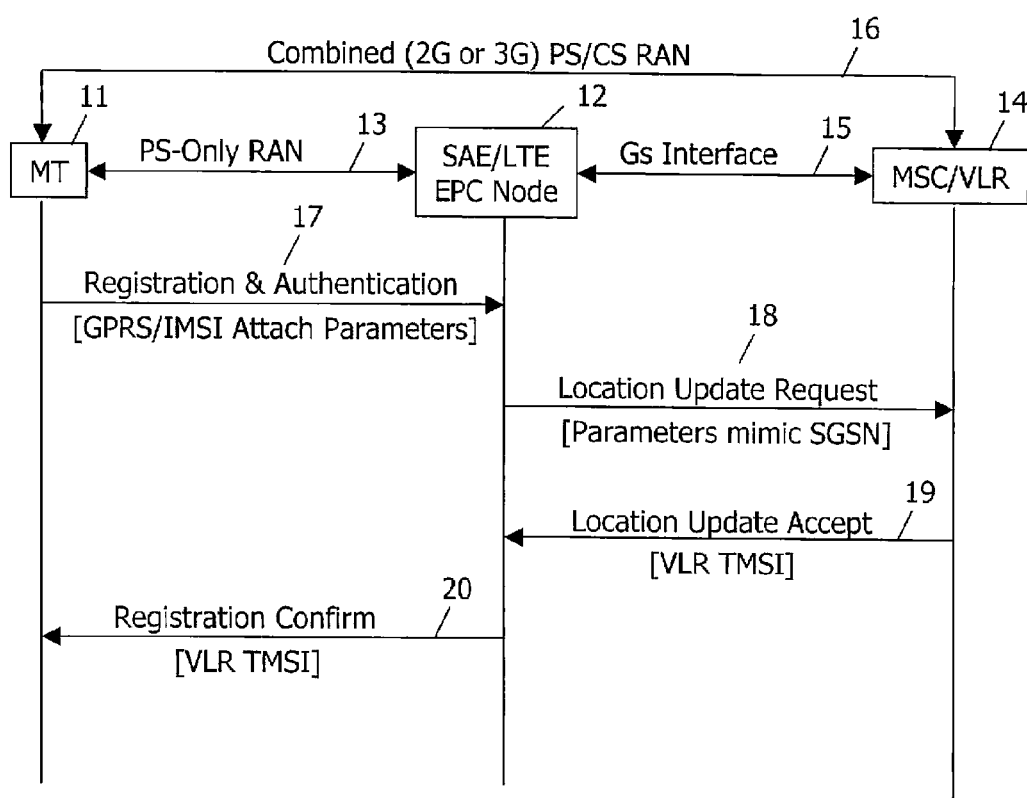 16
Combined (2G or 3G) PS/CS RAN
11
12
14
13
PS-Only RAN
15
Gs Interface
MT
SAE/LTE
EPC Node
MSC/VLR
17
Registration & Authentication
[GPRS/IMSI Attach Parameters]
18
Location Update Request
[Parameters mimic SGSN]
19
Location Update Accept
[VLR TMSI]
20
Registration Confirm
[VLR TMSI]